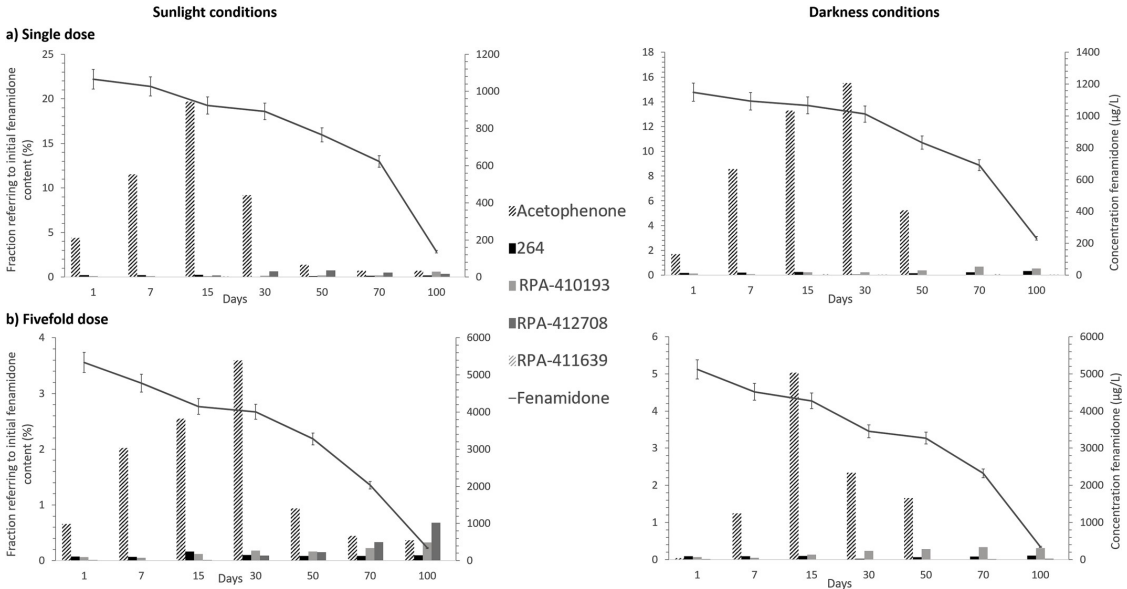 Sunlight conditions
Darkness conditions
a) Single dose
25
20
15
10
5
0
1200
1000
800
600
400
200
0
Fraction referring to initial fenamidone
content (%)
1 7 15 30 50 70 100
Days
18
16
14
12
10
8
6
4
2
0
1400
1200
1000
800
600
400
200
0
Concentration fenamidone (µg/L)
1 7 15 30 50 70 100
Days
Acetophenone
264
RPA-410193
RPA-412708
RPA-411639
Fenamidone
b) Fivefold dose
4
3
2
1
0
6000
5000
4000
3000
2000
1000
0
Fraction referring to initial fenamidone
content (%)
1 7 15 30 50 70 100
Days
6
5
4
3
2
1
0
6000
5000
4000
3000
2000
1000
0
Concentration fenamidone (µg/L)
1 7 15 30 50 70 100
Days